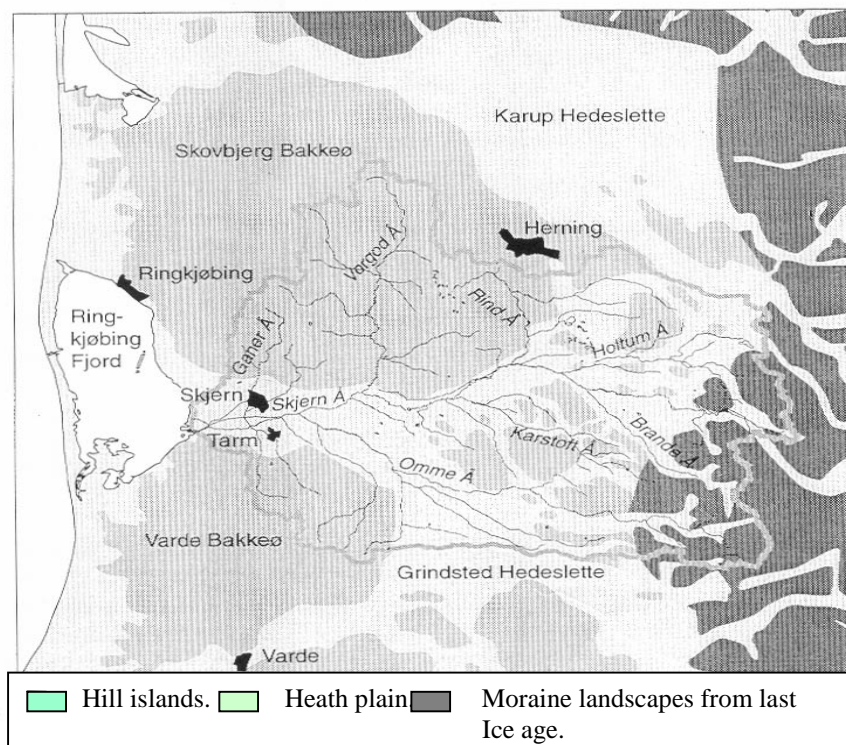 Karup Hedeslette
Skovbjerg Bakkeø
Herning
Vorgod Å
Ringkjøbing
Rind Å
Ring-
kjøbing
Fjord
Ganer Å
Holtum Å
Skjern
Skjern Å
Tarm
Karstoft Å
Brande Å
Omme Å
Varde Bakkeø
Grindsted Hedeslette
Varde
Hill islands. Heath plain. Moraine landscapes from last
Ice age.